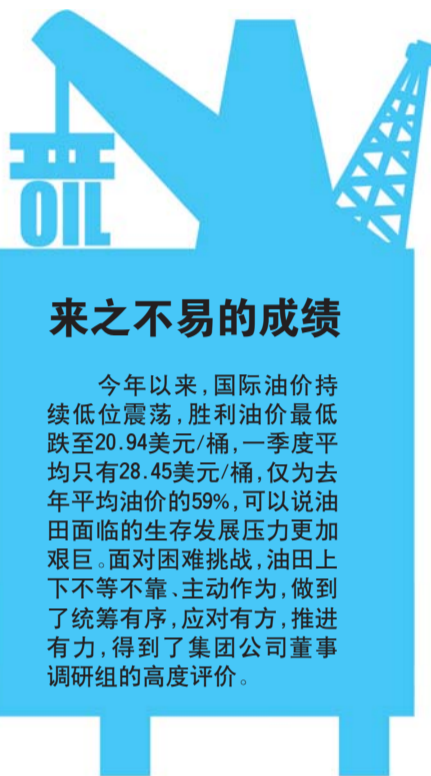 OIL
来之不易的成绩
今年以来，国际油价持
续低位震荡，胜利油价最低
跌至20.94美元/桶，一季度平
均只有28.45美元/桶，仅为去
年平均油价的59%，可以说油
田面临的生存发展压力更加
艰巨。面对困难挑战，油田上
下不等不靠、主动作为，做到
了统筹有序，应对有方，推进
有力，得到了集团公司董事
调研组的高度评价。